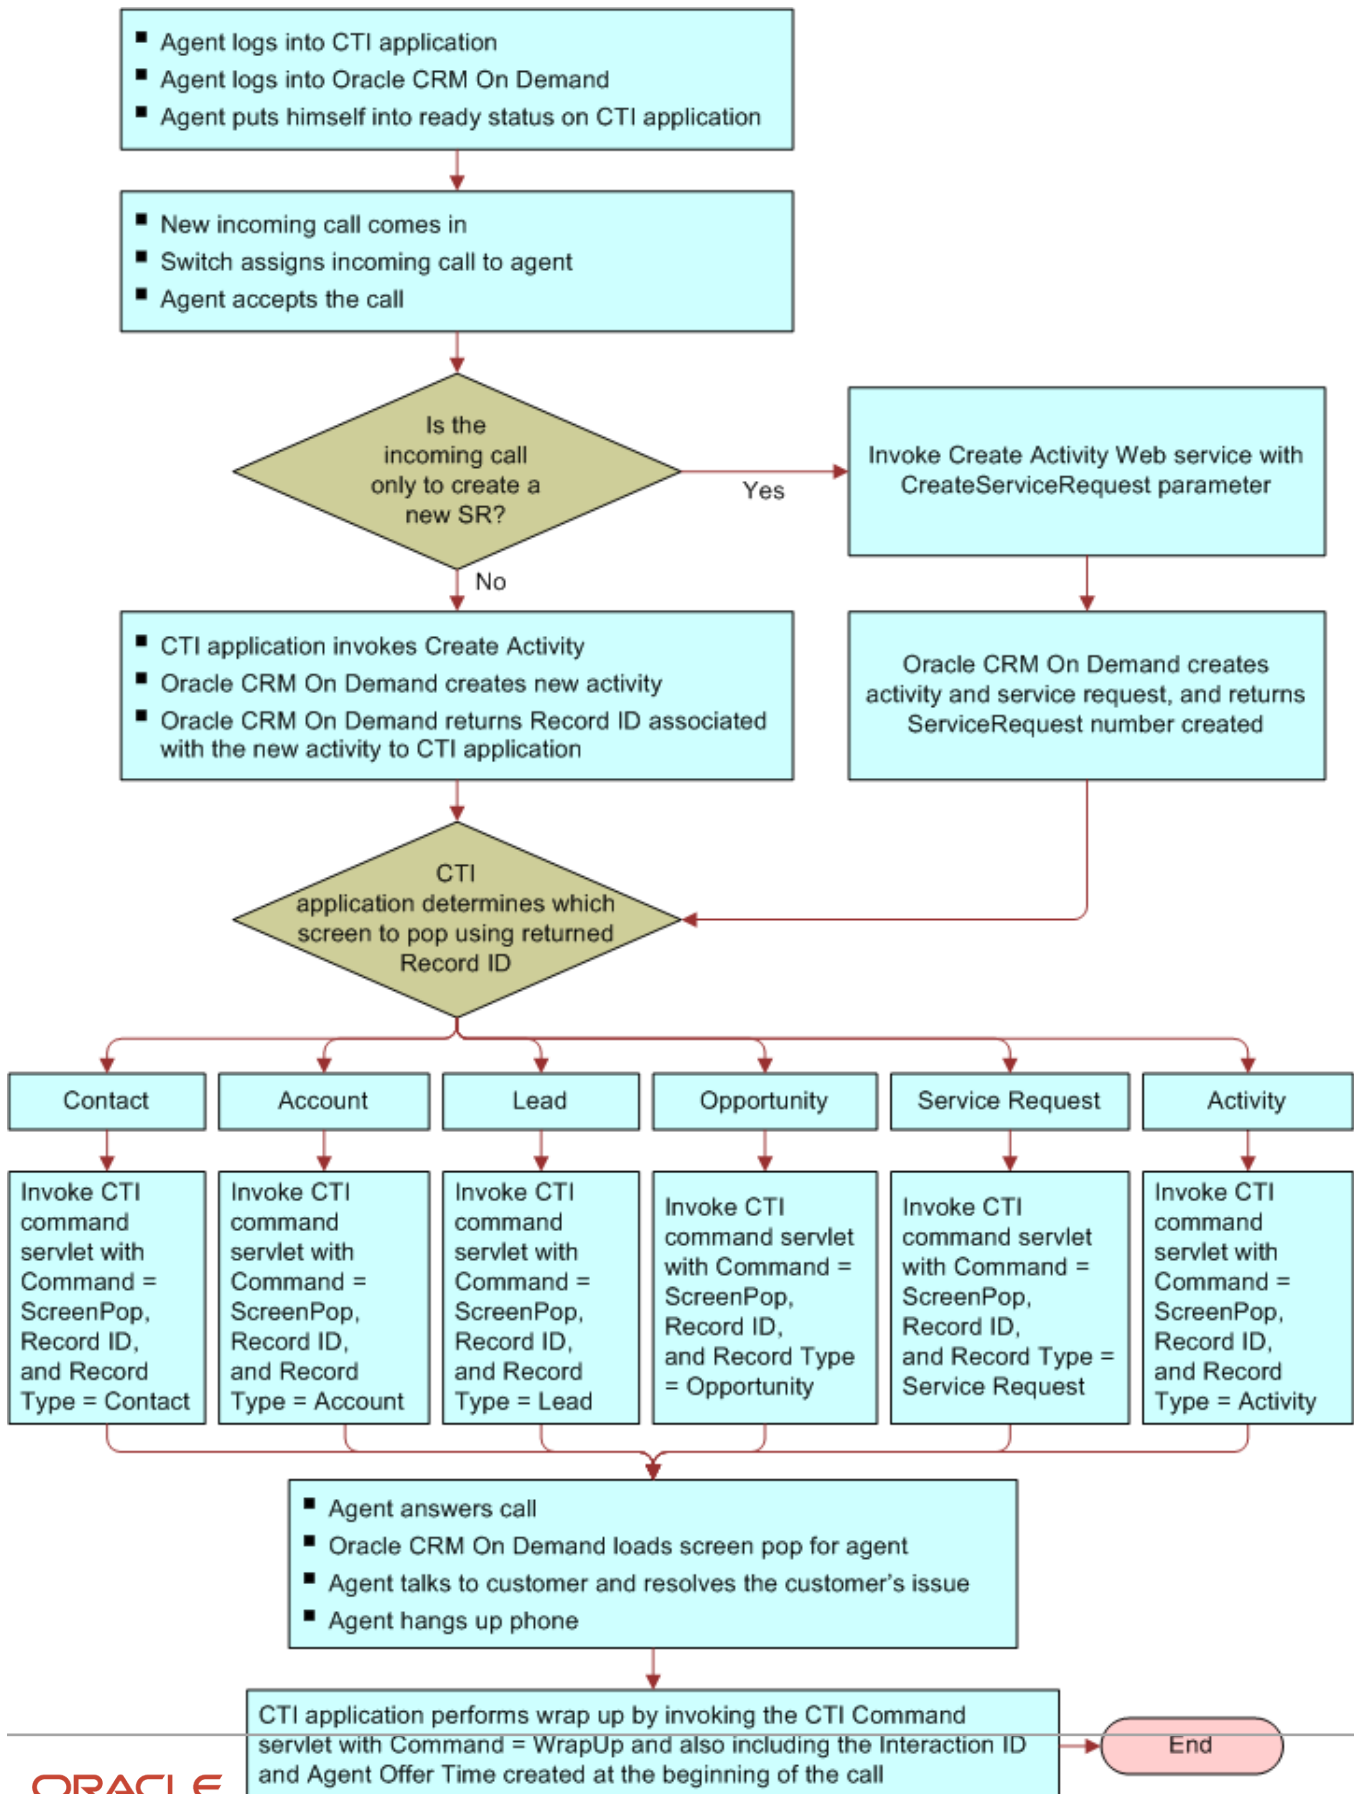 ■ Agent logs into CTI application
■ Agent logs into Oracle CRM On Demand
■ Agent puts himself into ready status on CTI application
■ New incoming call comes in
■ Switch assigns incoming call to agent
■ Agent accepts the call
Is the
incoming call
only to create a
new SR?
Yes
Invoke Create Activity Web service with
CreateServiceRequest parameter
No
■ CTI application invokes Create Activity
■ Oracle CRM On Demand creates new activity
■ Oracle CRM On Demand returns Record ID associated
with the new activity to CTI application
Oracle CRM On Demand creates
activity and service request, and returns
ServiceRequest number created
CTI
application determines which
screen to pop using returned
Record ID
Contact
Account
Lead
Opportunity
Service Request
Activity
Invoke CTI
command
servlet with
Command =
ScreenPop,
Record ID,
and Record
Type = Contact
Invoke CTI
command
servlet with
Command =
ScreenPop,
Record ID,
and Record
Type = Account
Invoke CTI
command
servlet with
Command =
ScreenPop,
Record ID,
and Record
Type = Lead
Invoke CTI
command servlet
with Command =
ScreenPop,
Record ID,
and Record Type
= Opportunity
Invoke CTI
command servlet
with Command =
ScreenPop,
Record ID,
and Record Type =
Service Request
Invoke CTI
command
servlet with
Command =
ScreenPop,
Record ID,
and Record
Type = Activity
■ Agent answers call
■ Oracle CRM On Demand loads screen pop for agent
■ Agent talks to customer and resolves the customer's issue
■ Agent hangs up phone
CTI application performs wrap up by invoking the CTI Command
servlet with Command = WrapUp and also including the Interaction ID
and Agent Offer Time created at the beginning of the call
End
ORACLE